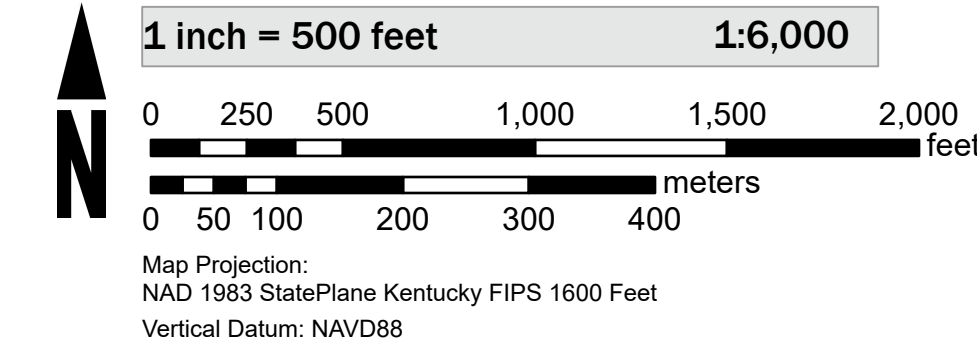 1 inch = 500 feet 1:6,000
0 250 500 1,000 1,500 2,000
feet
meters
0 50 100 200 300 400
N
Map Projection:
NAD 1983 StatePlane Kentucky FIPS 1600 Feet
Vertical Datum: NAVD88